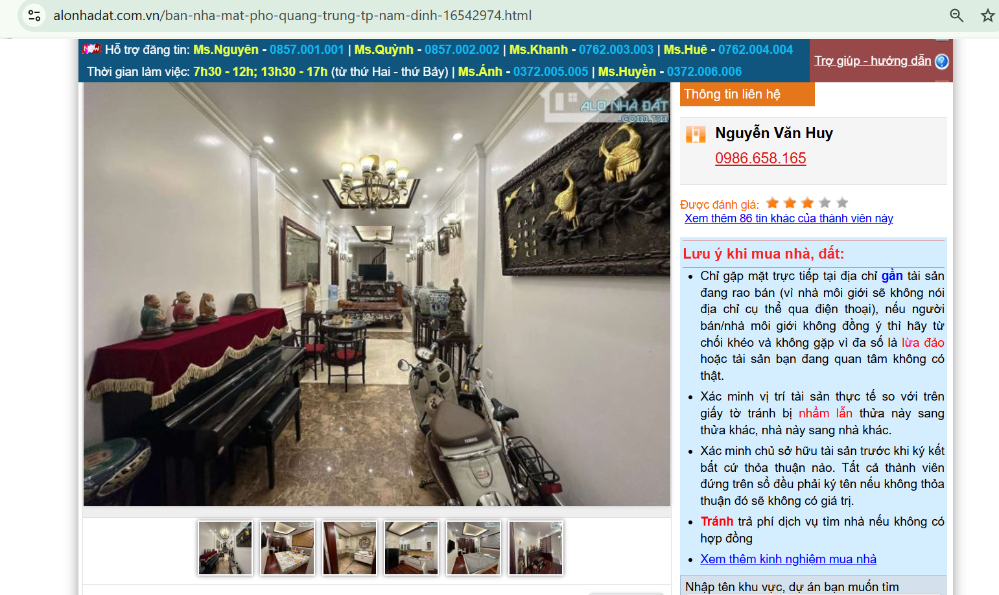 alonhadat.com.vn/ban-nha-mat-pho-quang-trung-tp-nam-dinh-16542974.html
Hỗ trợ đăng tin: Ms.Nguyên - 0857.001.001 | Ms.Quỳnh - 0857.002.002 | Ms.Khanh - 0762.003.003 | Ms.Huê - 0762.004.004
Thời gian làm việc: 7h30 - 12h; 13h30 - 17h (từ thứ Hai - thứ Bảy) | Ms.Ánh - 0372.005.005 | Ms.Huyền - 0372.006.006
Trợ giúp - hướng dẫn
ALO NHÀ ĐẤT
.com.vn
YAMAHA
Thông tin liên hệ
Nguyễn Văn Huy
0986.658.165
Được đánh giá:
Xem thêm 86 tin khác của thành viên này
Lưu ý khi mua nhà, đất:
Chỉ gặp mặt trực tiếp tại địa chỉ gần tài sản
đang rao bán (vì nhà môi giới sẽ không nói
địa chỉ cụ thể qua điện thoại), nếu người
bán/nhà môi giới không đồng ý thì hãy từ
chối khéo và không gặp vì đa số là lừa đảo
hoặc tài sản bạn đang quan tâm không có
thật.
Xác minh vị trí tài sản thực tế so với trên
giấy tờ tránh bị nhầm lẫn thửa này sang
thửa khác, nhà này sang nhà khác.
Xác minh chủ sở hữu tài sản trước khi ký kết
bất cứ thỏa thuận nào. Tất cả thành viên
đứng trên sổ đều phải ký tên nếu không thỏa
thuận đó sẽ không có giá trị.
Tránh trả phí dịch vụ tìm nhà nếu không có
hợp đồng
Xem thêm kinh nghiệm mua nhà
Nhập tên khu vực, dự án bạn muốn tìm